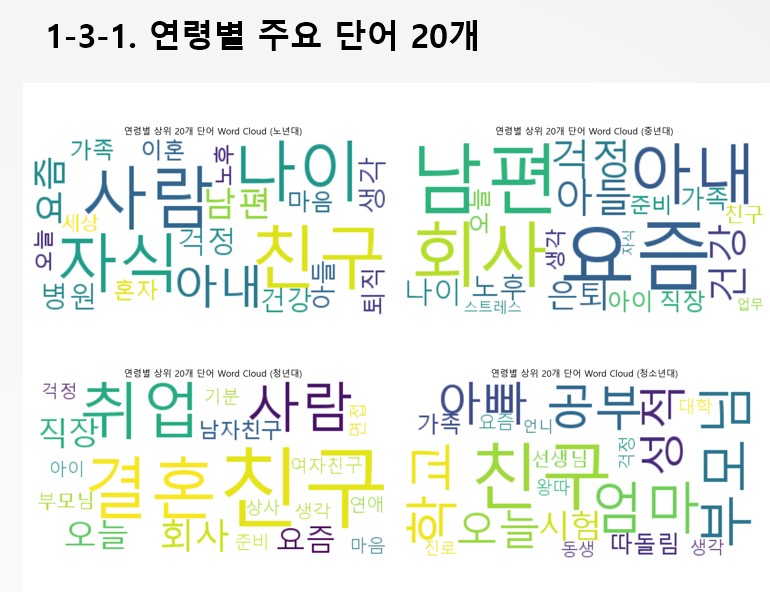 1-3-1. 연령별 주요 단어 20개
연령별 상위 20개 단어 Word Cloud (노년대)
가족 이혼 노후 나이 생각
요즘 사람 남편 마음
세상
오늘 자식 걱정 친구
병원 혼자 아내 건강 아들 퇴직
연령별 상위 20개 단어 Word Cloud (중년대)
남편 걱정 아내
오늘 아들 준비 가족 친구
회사 생각 요즘 자식 건강
나이 노후 은퇴 아이 직장 업무
스트레스
연령별 상위 20개 단어 Word Cloud (청년대)
걱정 취업 기분 사람
직장 남자친구 면접
아이 결혼 친구 여자친구
부모님 상사 생각 연애
오늘 회사 준비 요즘 마음
연령별 상위 20개 단어 Word Cloud (청소년대)
아빠 공부 성적 대학 부모님
가족 요즘 언니
학교 친구 선생님 걱정
왕따 엄마
오늘 시험
진로 동생 따돌림 생각